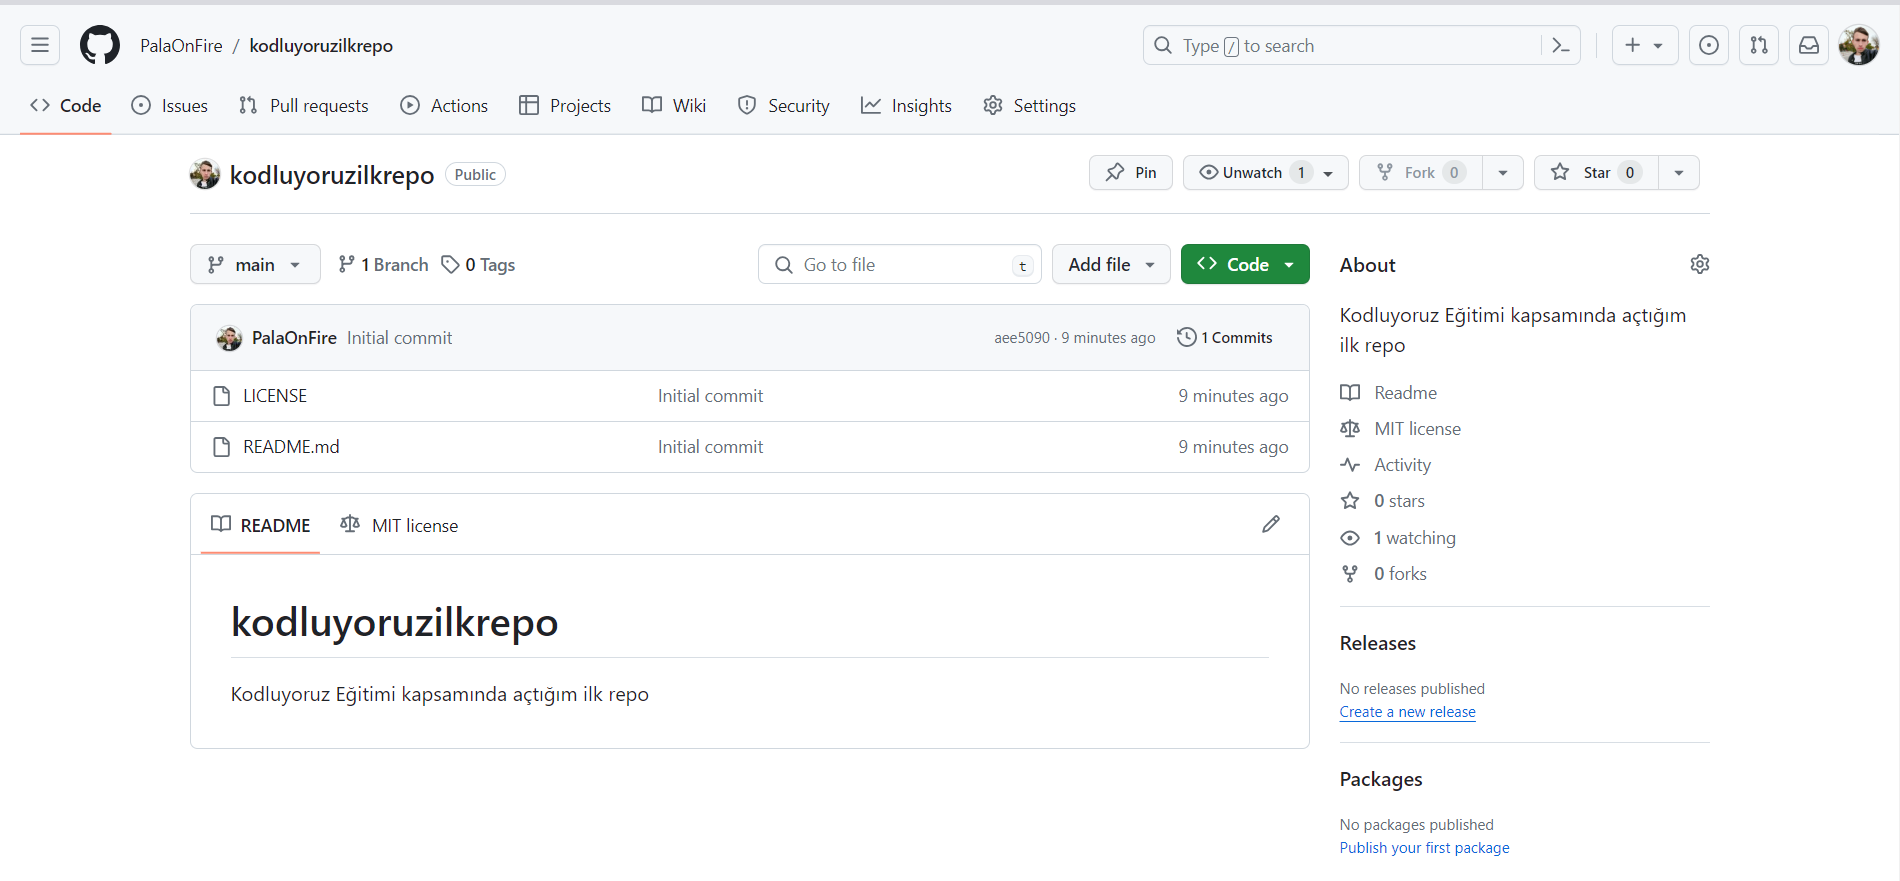 PalaOnFire / kodluyoruzilkrepo
Type / to search
Code Issues Pull requests Actions Projects Wiki Security Insights Settings
kodluyoruzilkrepo Public
Pin Unwatch 1 Fork 0 Star 0
main 1 Branch 0 Tags Go to file t Add file Code
PalaOnFire Initial commit aee5090 · 9 minutes ago 1 Commits
LICENSE Initial commit 9 minutes ago
README.md Initial commit 9 minutes ago
README MIT license
kodluyoruzilkrepo
Kodluyoruz Eğitimi kapsamında açtığım ilk repo
About
Kodluyoruz Eğitimi kapsamında açtığım
ilk repo
Readme
MIT license
Activity
0 stars
1 watching
0 forks
Releases
No releases published
Create a new release
Packages
No packages published
Publish your first package